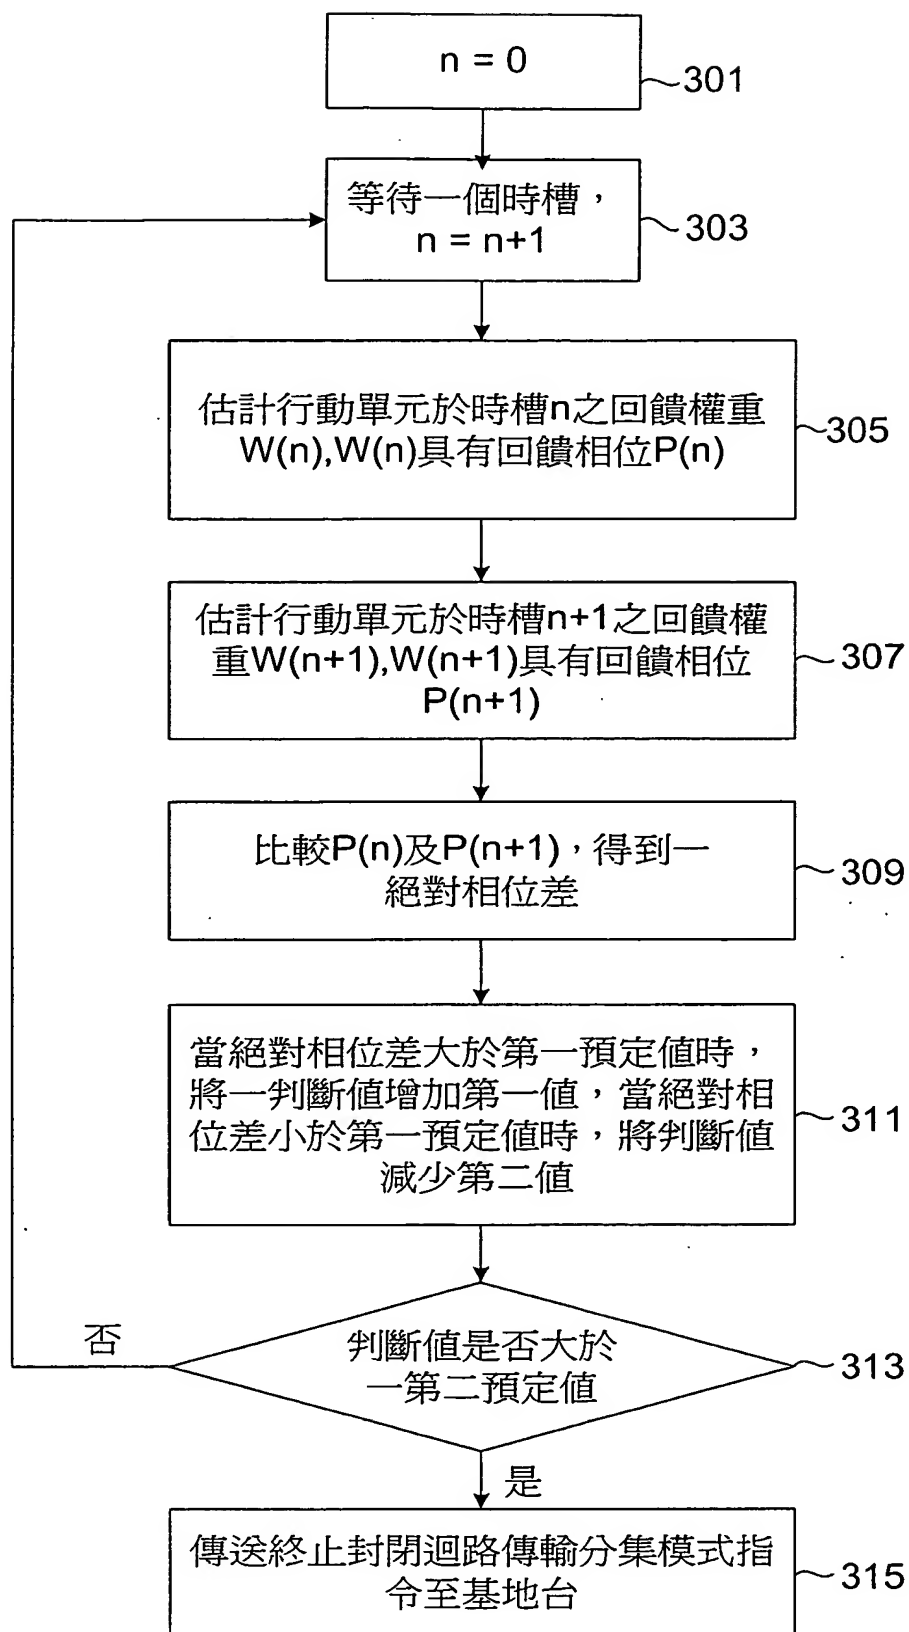 n = 0
301
等待一個時槽，
n = n+1
303
估計行動單元於時槽n之回饋權重
W(n),W(n)具有回饋相位P(n)
305
估計行動單元於時槽n+1之回饋權
重W(n+1),W(n+1)具有回饋相位
P(n+1)
307
比較P(n)及P(n+1)，得到一
絕對相位差
309
當絕對相位差大於第一預定值時，
將一判斷值增加第一值，當絕對相
位差小於第一預定值時，將判斷值
減少第二值
311
否
判斷值是否大於
一第二預定值
313
是
傳送終止封閉迴路傳輸分集模式指
令至基地台
315